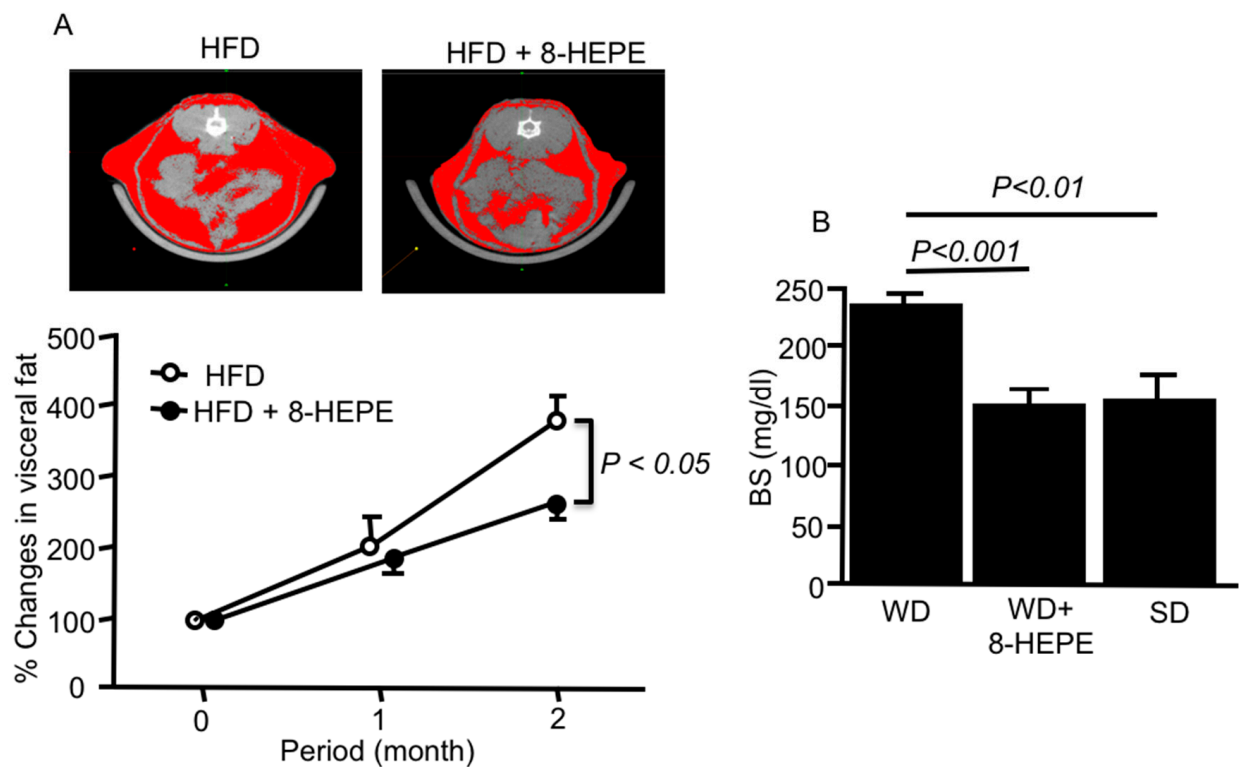 A
HFD
HFD + 8-HEPE
% Changes in visceral fat
500
400
300
200
100
0
HFD
HFD + 8-HEPE
P < 0.05
0
1
2
Period (month)
B
P<0.01
P<0.001
BS (mg/dl)
250
200
150
100
50
0
WD
WD+
8-HEPE
SD